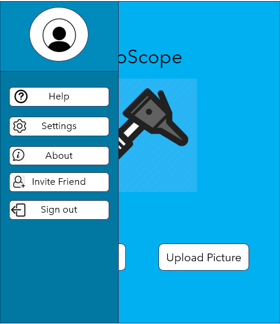 oScope
Help
Settings
About
Invite Friend
Sign out
Upload Picture